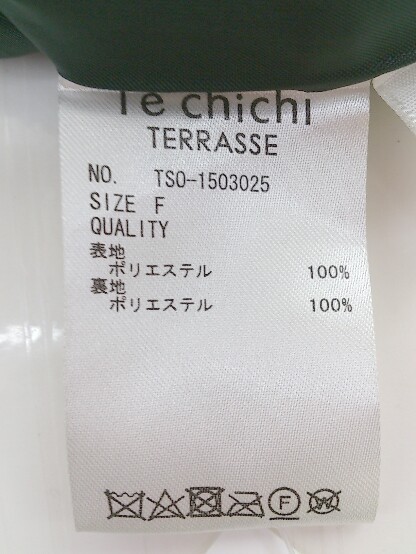 Te chichi
TERRASSE
NO. TSO-1503025
SIZE F
QUALITY
表地
ポリエステル 100%
裏地
ポリエステル 100%
F W